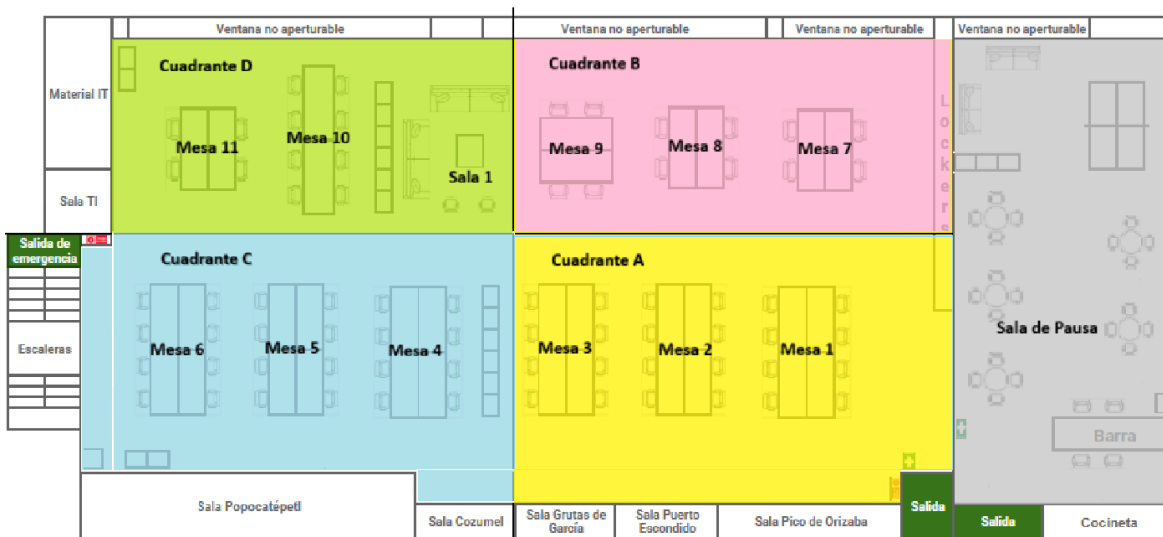 Ventana no aperturable
Ventana no aperturable
Ventana no aperturable
Ventana no aperturable
Material IT
Cuadrante D
Cuadrante B
Mesa 11
Mesa 10
Sala 1
Mesa 9
Mesa 8
Mesa 7
Lockers
Sala TI
Salida de
emergencia
Cuadrante C
Cuadrante A
Escaleras
Mesa 6
Mesa 5
Mesa 4
Mesa 3
Mesa 2
Mesa 1
Sala de Pausa
Barra
Sala Popocatépetl
Sala Cozumel
Sala Grutas de
García
Sala Puerto
Escondido
Sala Pico de Orizaba
Salida
Salida
Cocineta